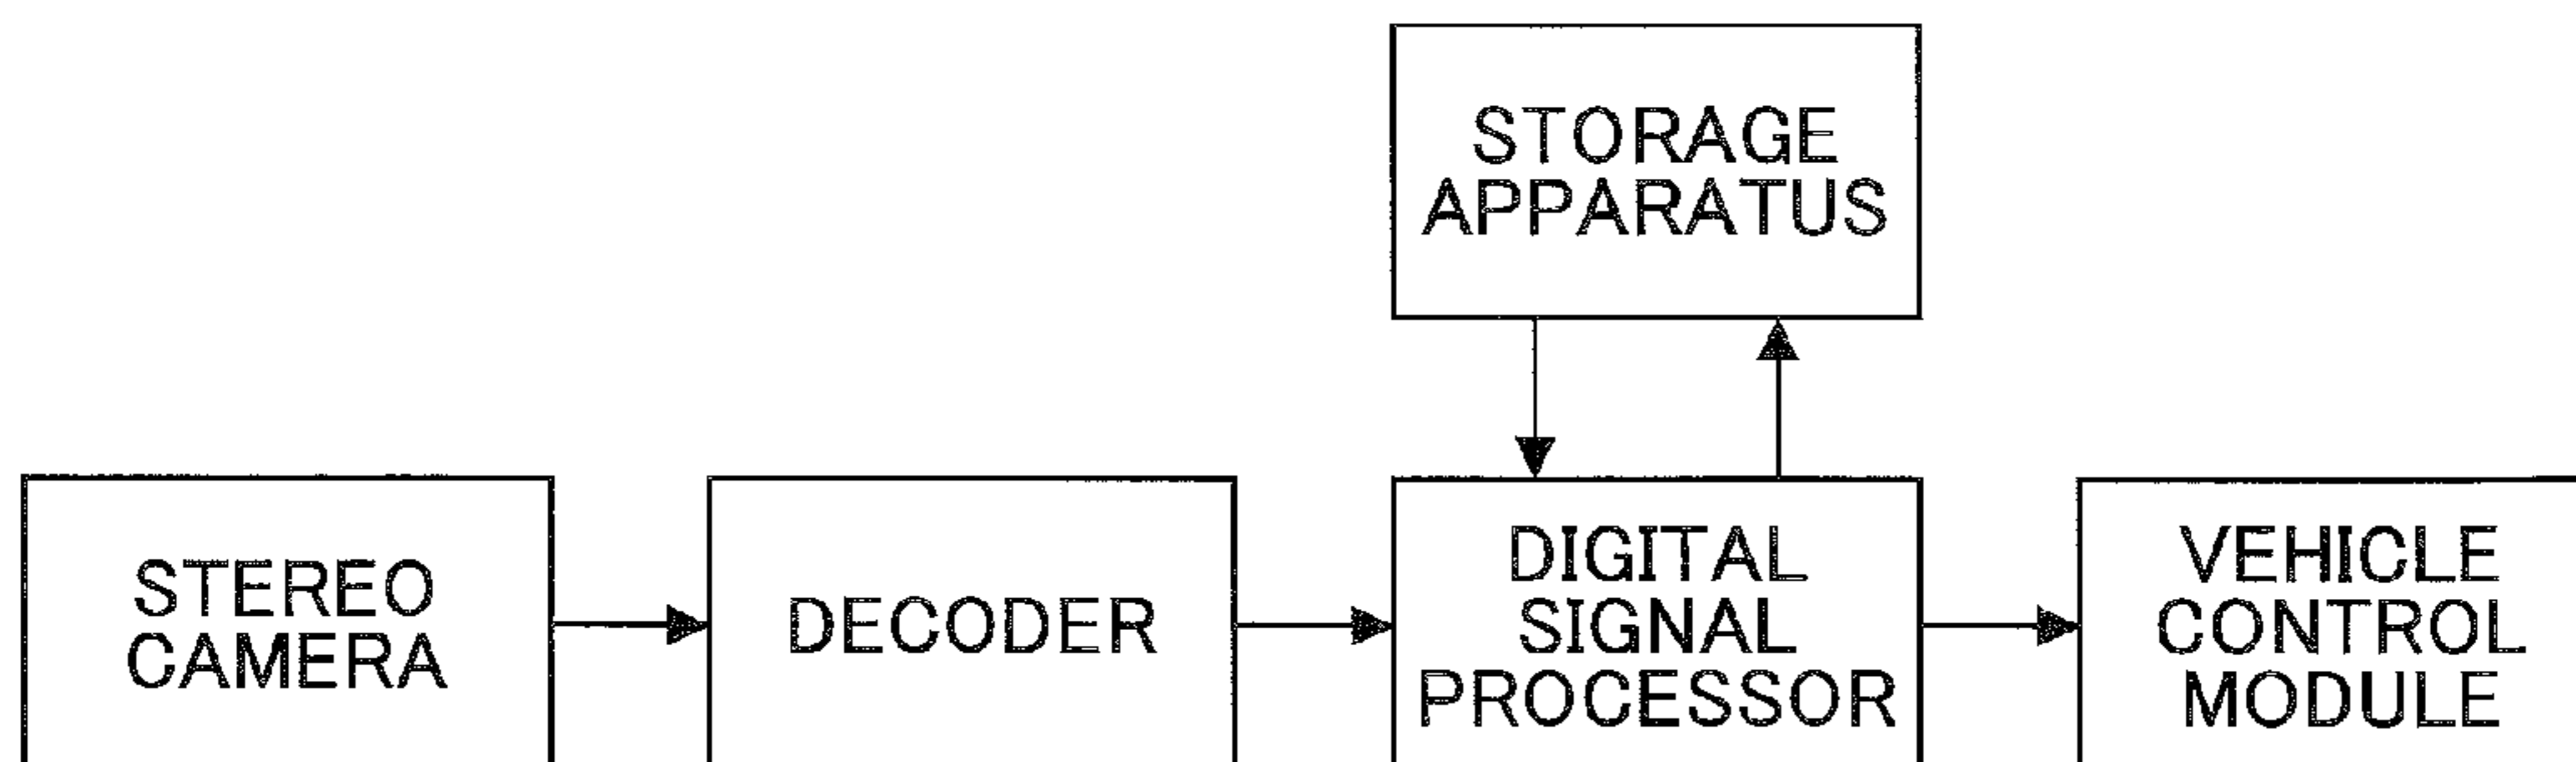 STORAGE
APPARATUS
STEREO
CAMERA
DECODER
DIGITAL
SIGNAL
PROCESSOR
VEHICLE
CONTROL
MODULE